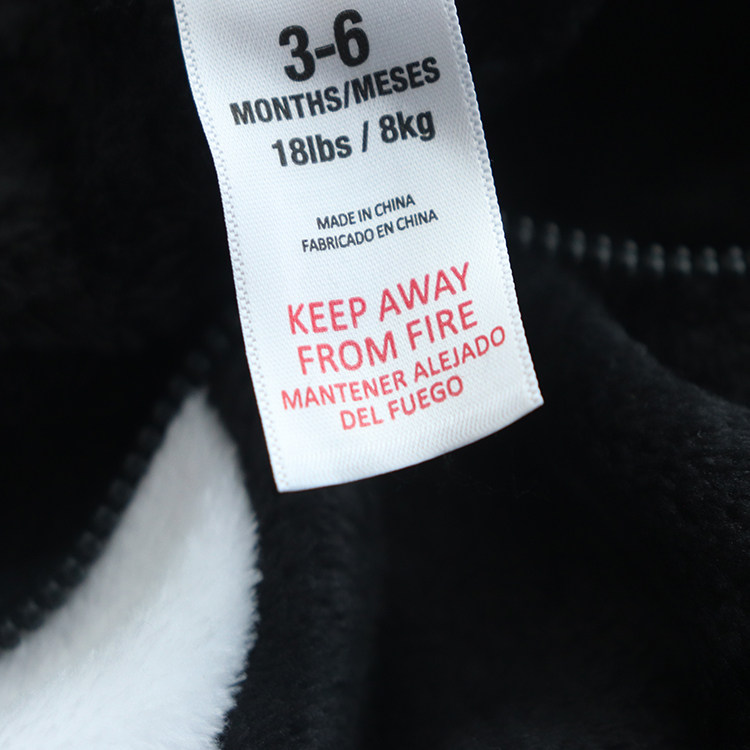 3-6
MONTHS/MESES
18lbs / 8kg
MADE IN CHINA
FABRICADO EN CHINA
KEEP AWAY
FROM FIRE
MANTENER ALEJADO
DEL FUEGO